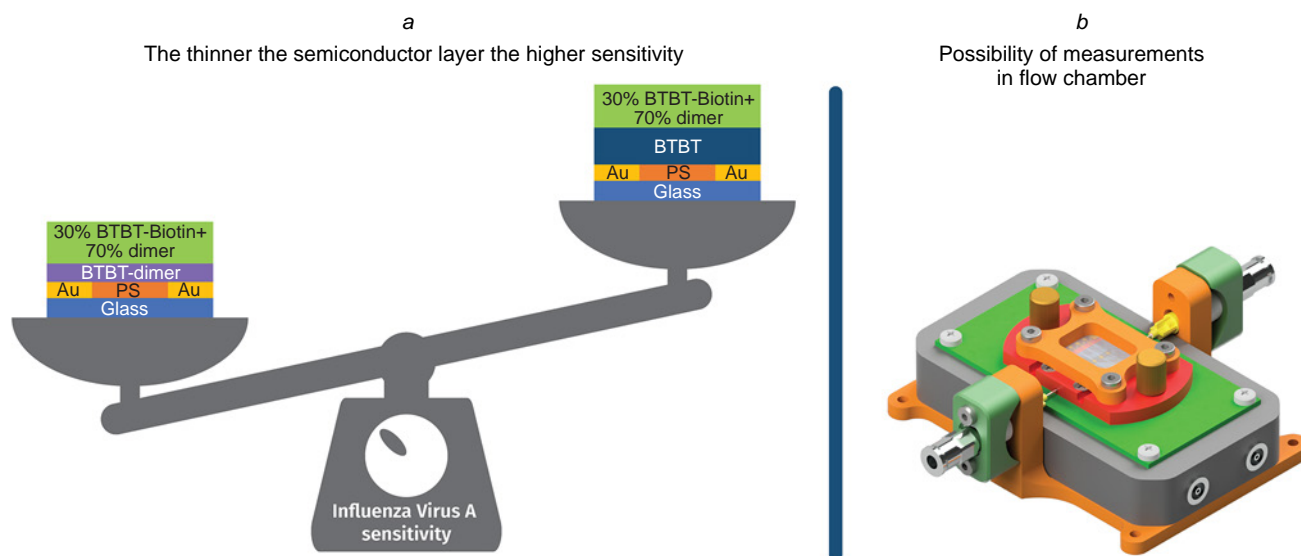 a
The thinner the semiconductor layer the higher sensitivity
30% BTBT-Biotin+
70% dimer
BTBT-dimer
Au PS Au
Glass
30% BTBT-Biotin+
70% dimer
BTBT
Au PS Au
Glass
Influenza Virus A
sensitivity
b
Possibility of measurements
in flow chamber